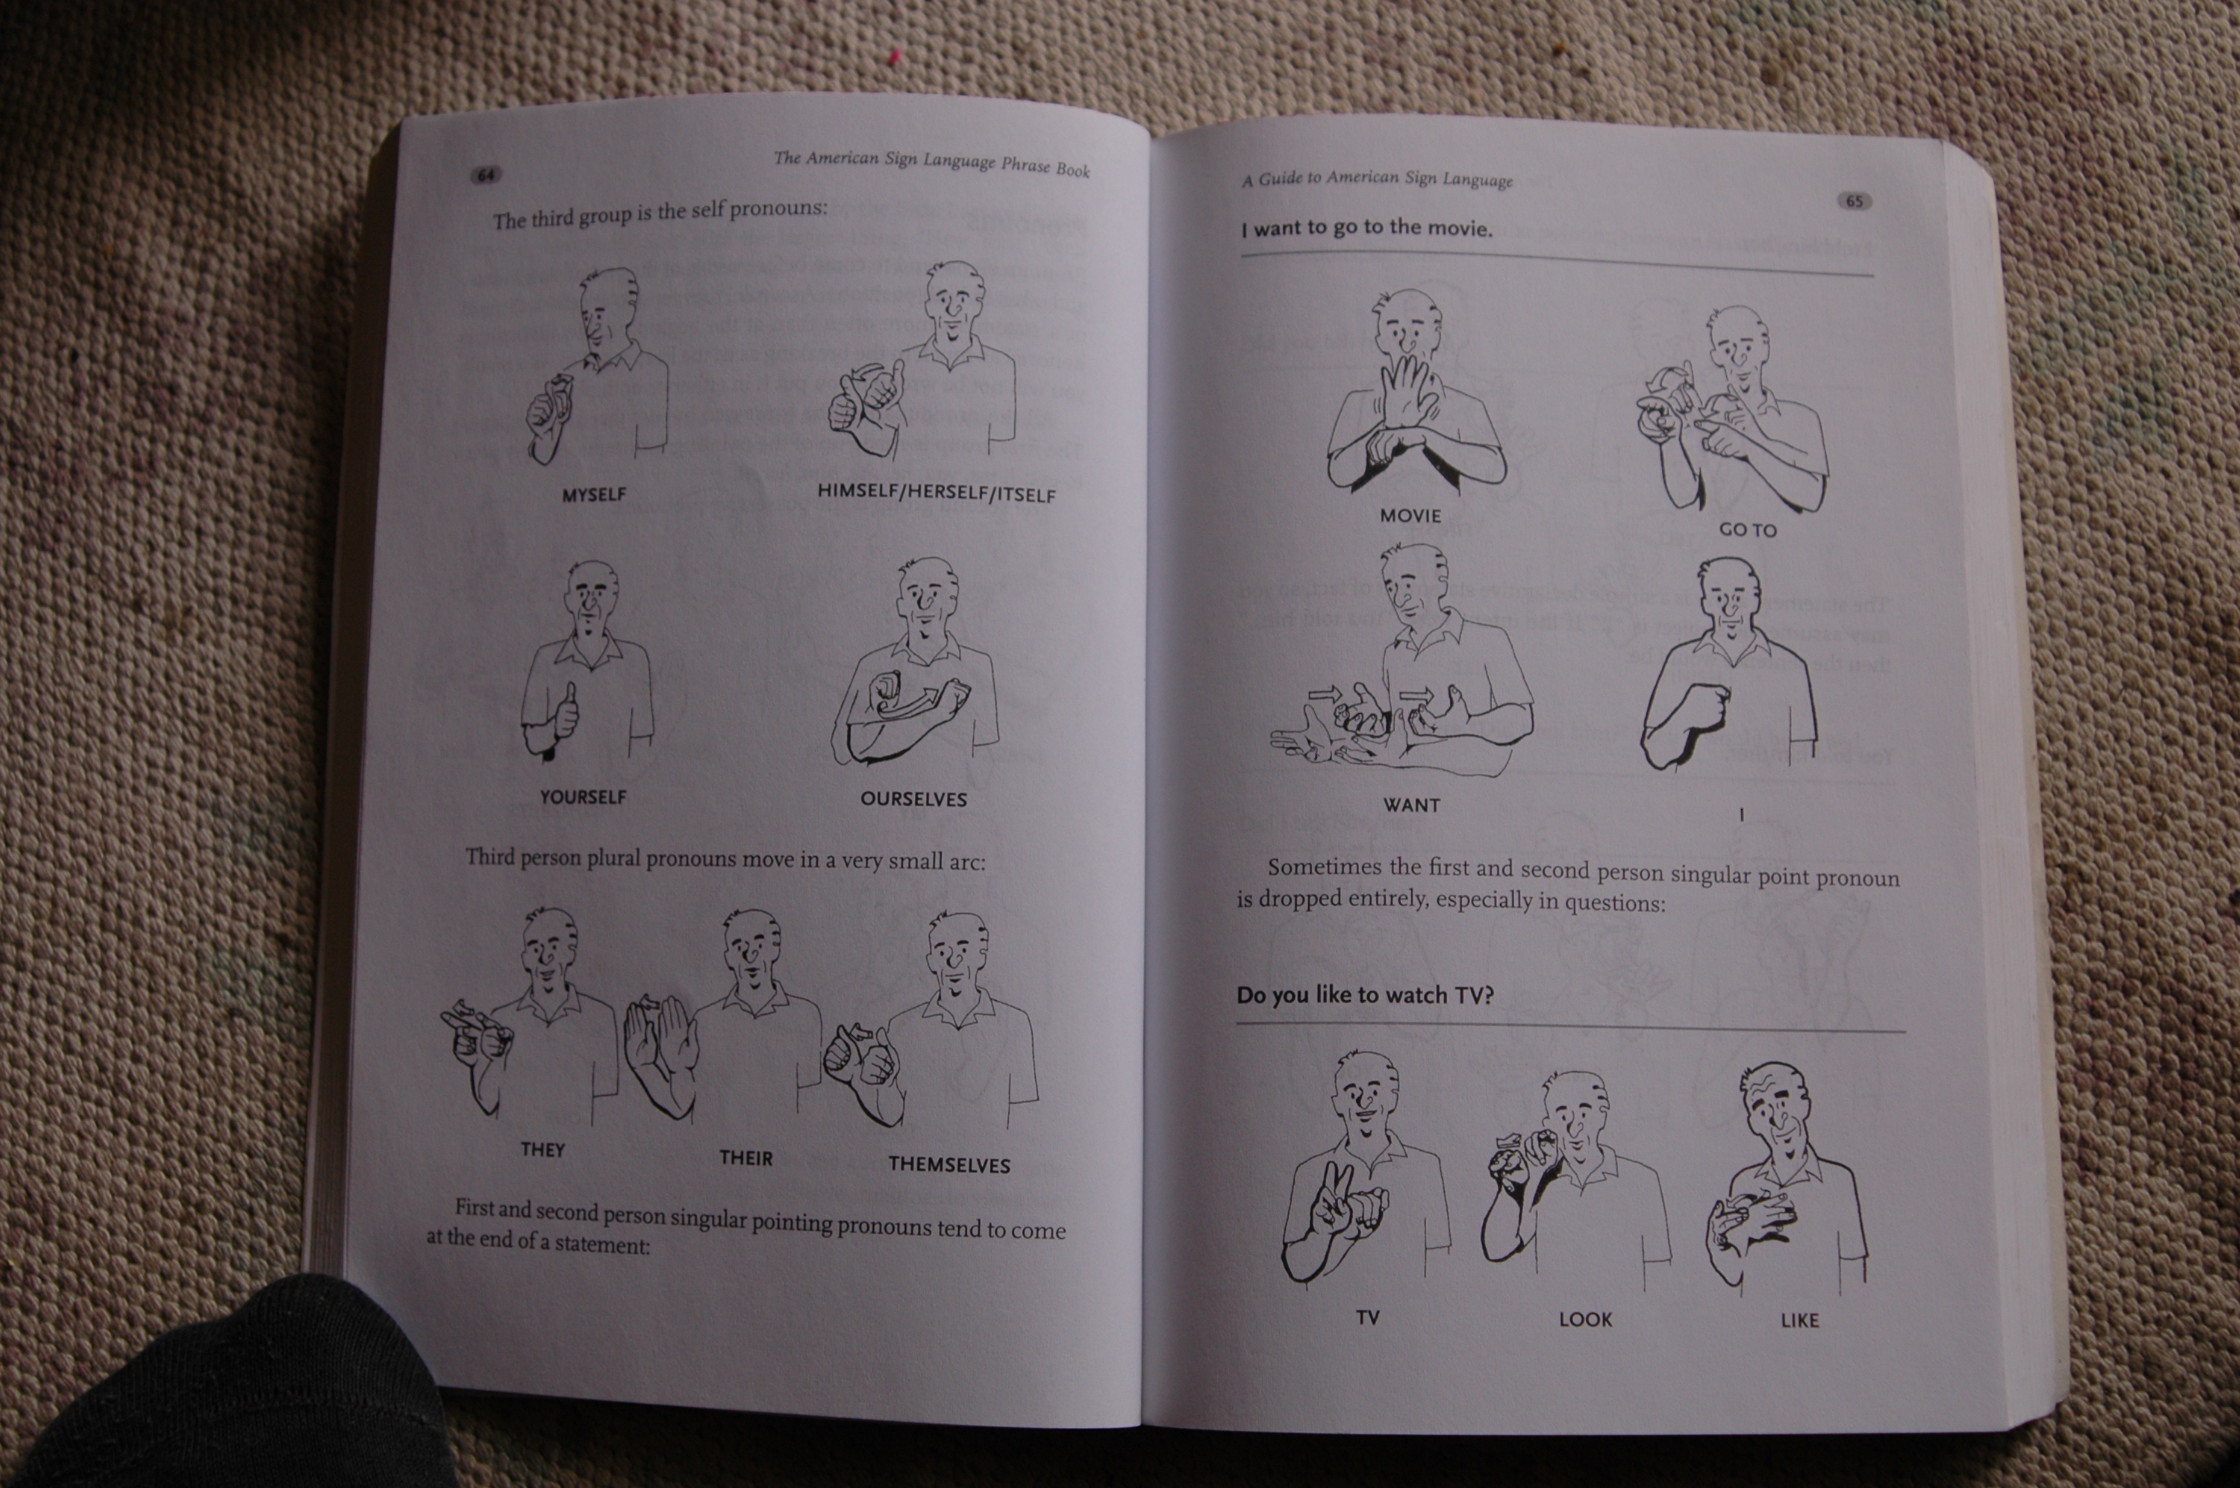 64
The American Sign Language Phrase Book
The third group is the self pronouns:
MYSELF
HIMSELF/HERSELF/ITSELF
YOURSELF
OURSELVES
Third person plural pronouns move in a very small arc:
THEY
THEIR
THEMSELVES
First and second person singular pointing pronouns tend to come
at the end of a statement:
A Guide to American Sign Language
65
I want to go to the movie.
MOVIE
GO TO
WANT
I
Sometimes the first and second person singular point pronoun
is dropped entirely, especially in questions:
Do you like to watch TV?
TV
LOOK
LIKE